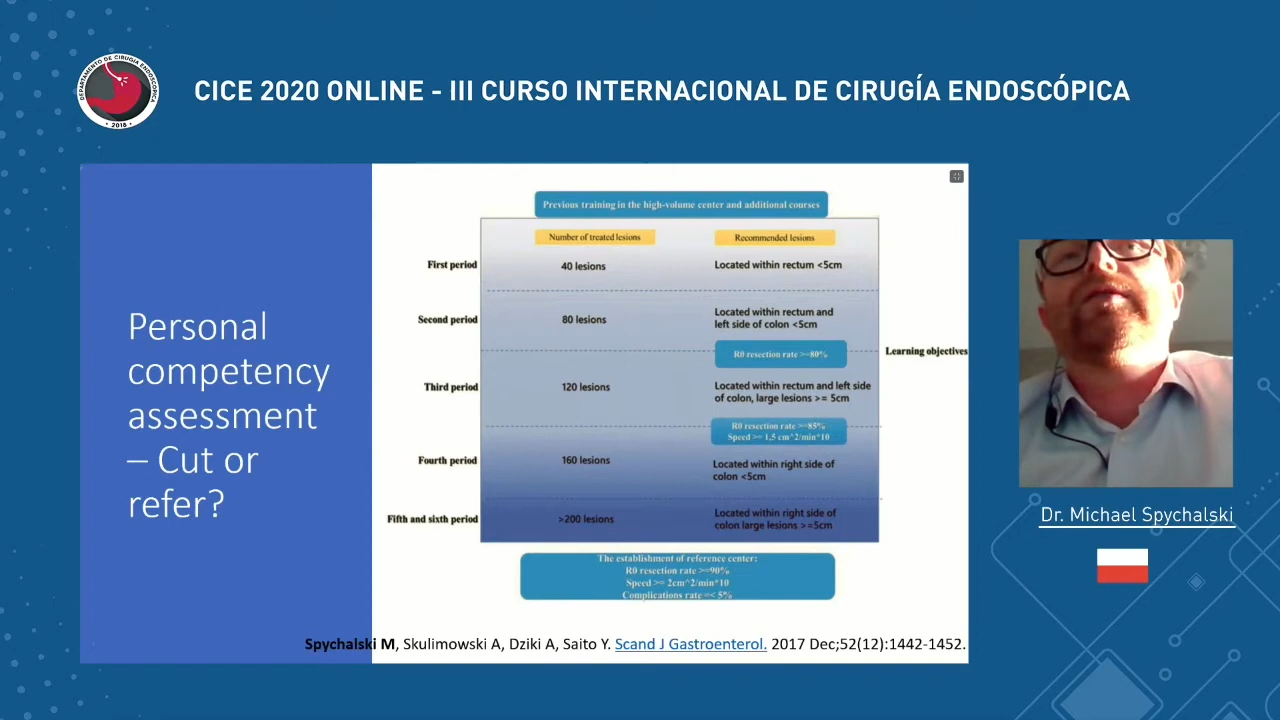 DEPARTAMENTO DE CIRUGÍA ENDOSCÓPICA
• 2018 •
CICE 2020 ONLINE - III CURSO INTERNACIONAL DE CIRUGÍA ENDOSCÓPICA
Personal
competency
assessment
– Cut or
refer?
Previous training in the high-volume center and additional courses
Number of treated lesions
Recommended lesions
First period
40 lesions
Located within rectum <5cm
Second period
80 lesions
Located within rectum and
left side of colon <5cm
R0 resection rate >=80%
Learning objectives
Third period
120 lesions
Located within rectum and left side
of colon, large lesions >= 5cm
R0 resection rate >=85%
Speed >= 1,5 cm^2/min*10
Fourth period
160 lesions
Located within right side of
colon <5cm
Fifth and sixth period
>200 lesions
Located within right side of
colon large lesions >=5cm
The establishment of reference center:
R0 resection rate >=90%
Speed >= 2cm^2/min*10
Complications rate =< 5%
Spychalski M, Skulimowski A, Dziki A, Saito Y. Scand J Gastroenterol. 2017 Dec;52(12):1442-1452.
Dr. Michael Spychalski